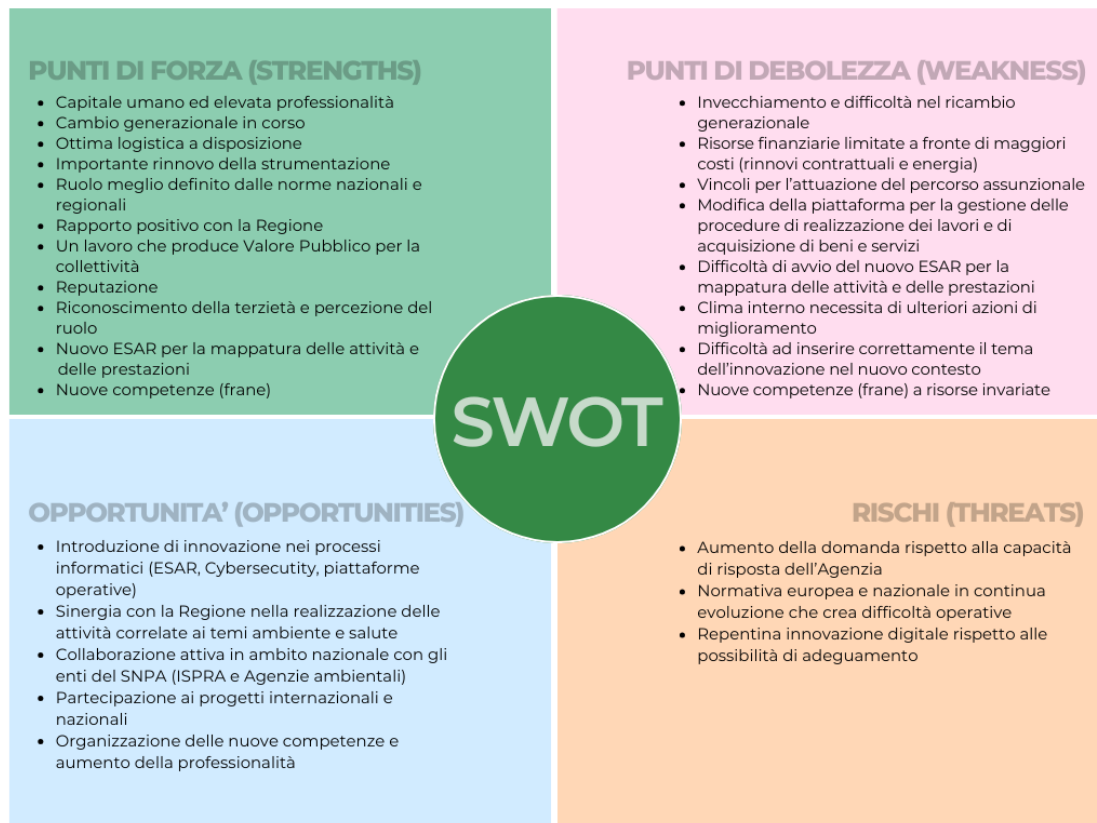 PUNTI DI FORZA (STRENGTHS)
• Capitale umano ed elevata professionalità
• Cambio generazionale in corso
• Ottima logistica a disposizione
• Importante rinnovo della strumentazione
• Ruolo meglio definito dalle norme nazionali e
regionali
• Rapporto positivo con la Regione
• Un lavoro che produce Valore Pubblico per la
collettività
• Reputazione
• Riconoscimento della terzietà e percezione del
ruolo
• Nuovo ESAR per la mappatura delle attività e
delle prestazioni
• Nuove competenze (frane)
PUNTI DI DEBOLEZZA (WEAKNESS)
• Invecchiamento e difficoltà nel ricambio
generazionale
• Risorse finanziarie limitate a fronte di maggiori
costi (rinnovi contrattuali e energia)
• Vincoli per l'attuazione del percorso assunzionale
• Modifica della piattaforma per la gestione delle
procedure di realizzazione dei lavori e di
acquisizione di beni e servizi
• Difficoltà di avvio del nuovo ESAR per la
mappatura delle attività e delle prestazioni
• Clima interno necessita di ulteriori azioni di
miglioramento
• Difficoltà ad inserire correttamente il tema
dell'innovazione nel nuovo contesto
• Nuove competenze (frane) a risorse invariate
SWOT
OPPORTUNITA' (OPPORTUNITIES)
• Introduzione di innovazione nei processi
informatici (ESAR, Cybersecutity, piattaforme
operative)
• Sinergia con la Regione nella realizzazione delle
attività correlate ai temi ambiente e salute
• Collaborazione attiva in ambito nazionale con gli
enti del SNPA (ISPRA e Agenzie ambientali)
• Partecipazione ai progetti internazionali e
nazionali
• Organizzazione delle nuove competenze e
aumento della professionalità
RISCHI (THREATS)
• Aumento della domanda rispetto alla capacità
di risposta dell'Agenzia
• Normativa europea e nazionale in continua
evoluzione che crea difficoltà operative
• Repentina innovazione digitale rispetto alle
possibilità di adeguamento